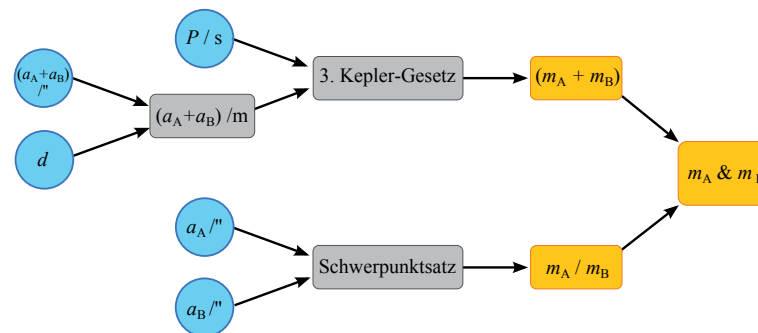 P / s
(aA+aB)
/"
3. Kepler-Gesetz
(mA + mB)
(aA+aB) /m
d
mA & m
aA /"
Schwerpunktsatz
mA / mB
aB /"